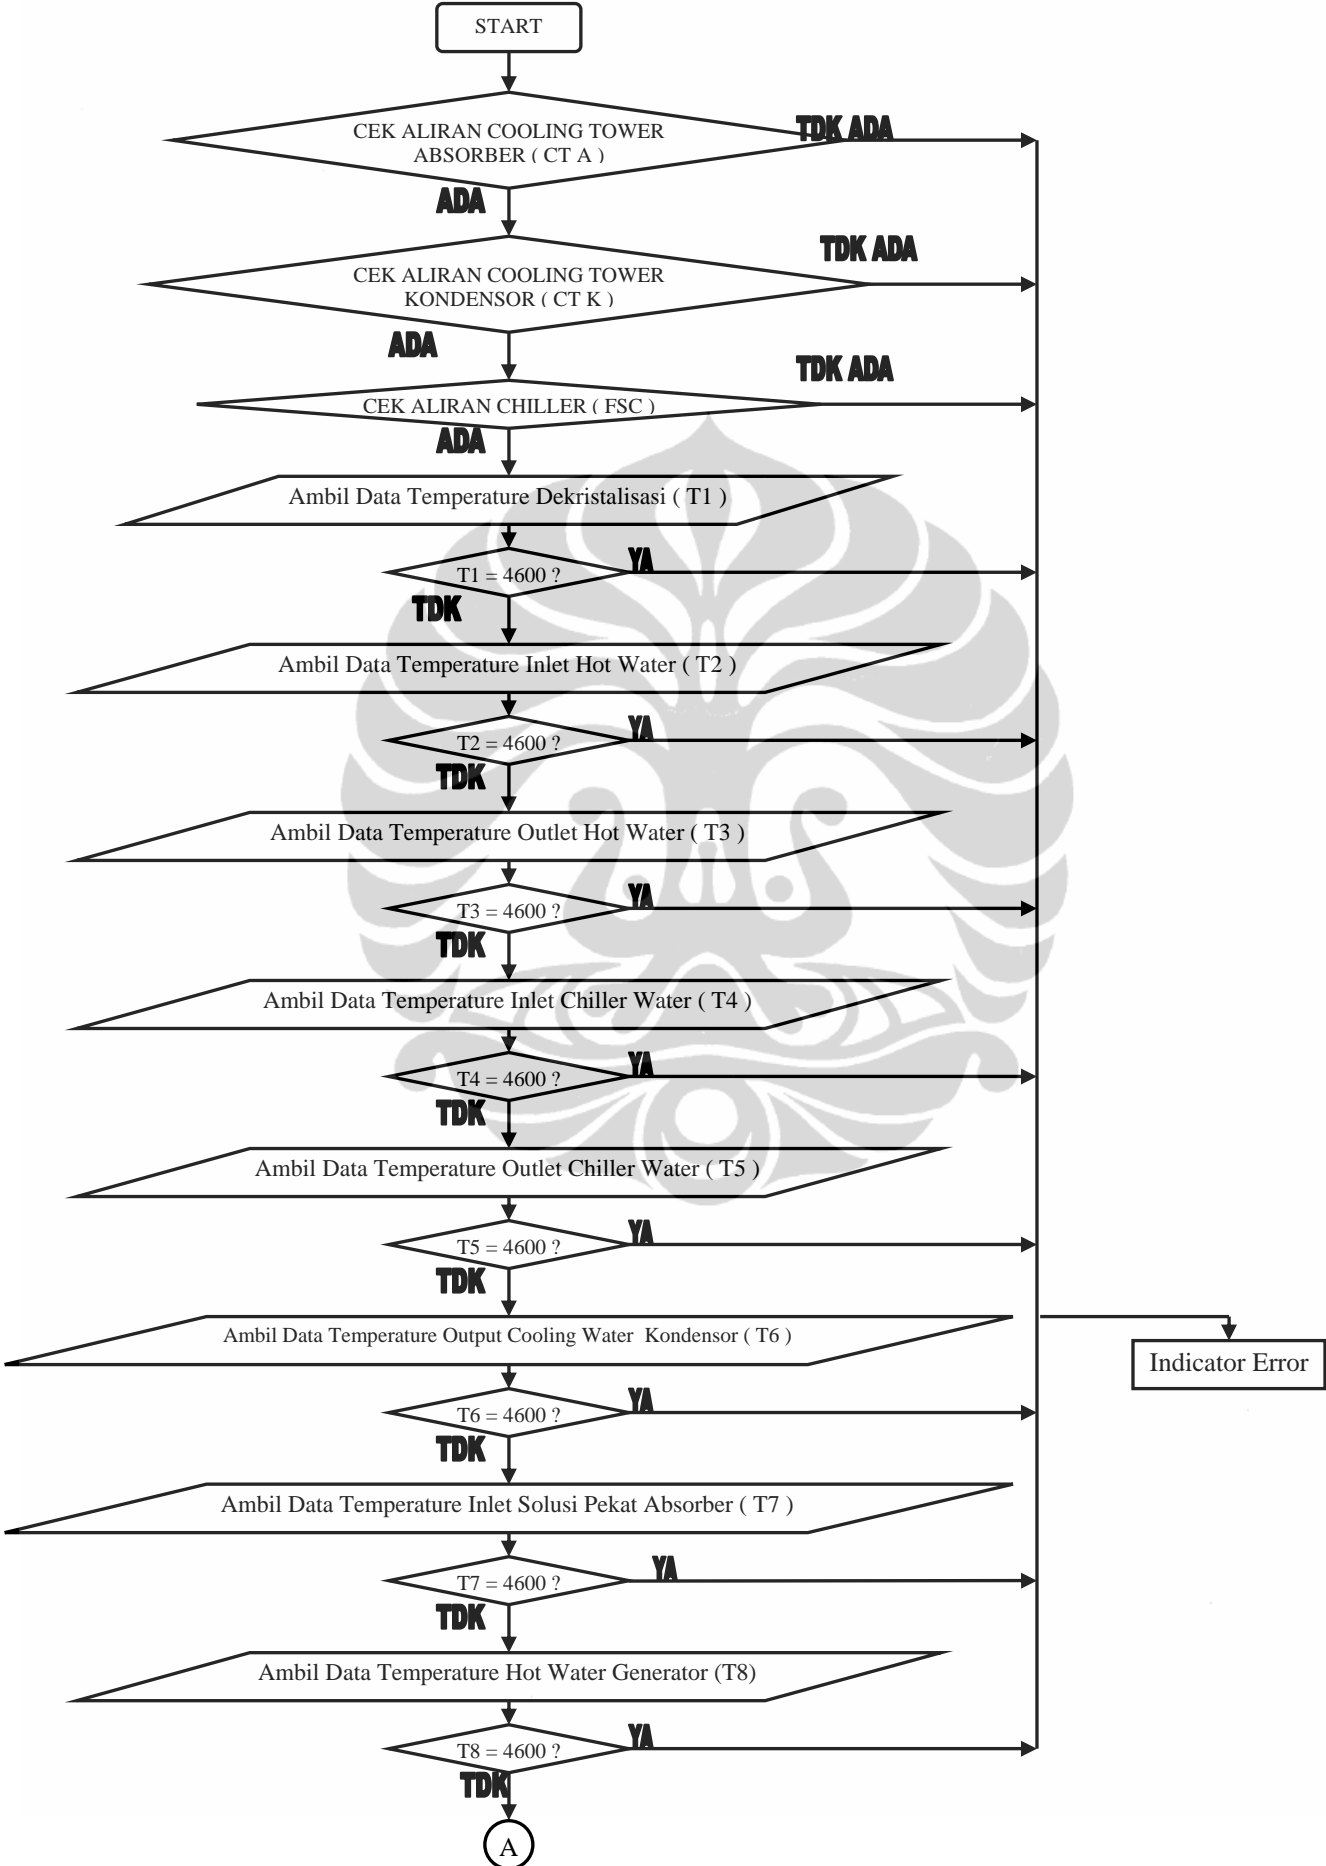 START
CEK ALIRAN COOLING TOWER
ABSORBER ( CT A )
TDK ADA
ADA
CEK ALIRAN COOLING TOWER
KONDENSOR ( CT K )
TDK ADA
ADA
CEK ALIRAN CHILLER ( FSC )
TDK ADA
ADA
Ambil Data Temperature Dekristalisasi ( T1 )
T1 = 4600 ?
YA
TDK
Ambil Data Temperature Inlet Hot Water ( T2 )
T2 = 4600 ?
YA
TDK
Ambil Data Temperature Outlet Hot Water ( T3 )
T3 = 4600 ?
YA
TDK
Ambil Data Temperature Inlet Chiller Water ( T4 )
T4 = 4600 ?
YA
TDK
Ambil Data Temperature Outlet Chiller Water ( T5 )
T5 = 4600 ?
YA
TDK
Ambil Data Temperature Output Cooling Water Kondensor ( T6 )
Indicator Error
T6 = 4600 ?
YA
TDK
Ambil Data Temperature Inlet Solusi Pekat Absorber ( T7 )
T7 = 4600 ?
YA
TDK
Ambil Data Temperature Hot Water Generator (T8)
T8 = 4600 ?
YA
TDK
A